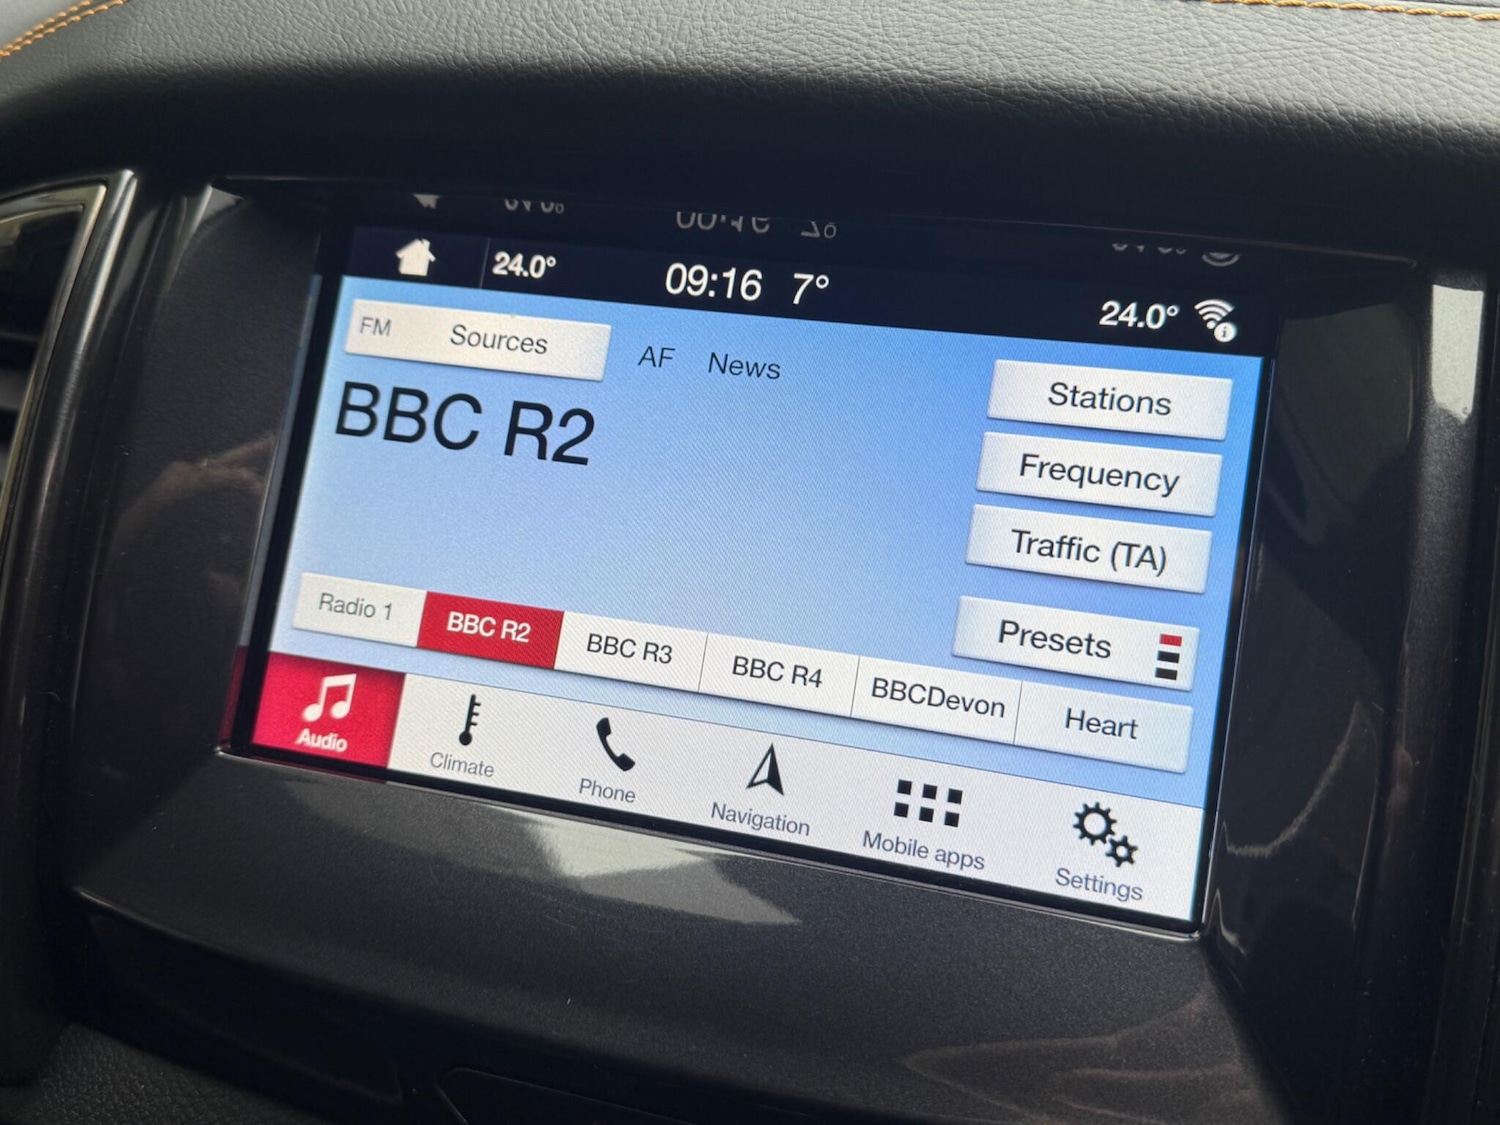 24.0° 09:16 7° 24.0°
FM Sources AF News
BBC R2
Stations
Frequency
Traffic (TA)
Presets
Radio 1 BBC R2 BBC R3 BBC R4 BBCDevon Heart
Audio Climate Phone Navigation Mobile apps Settings